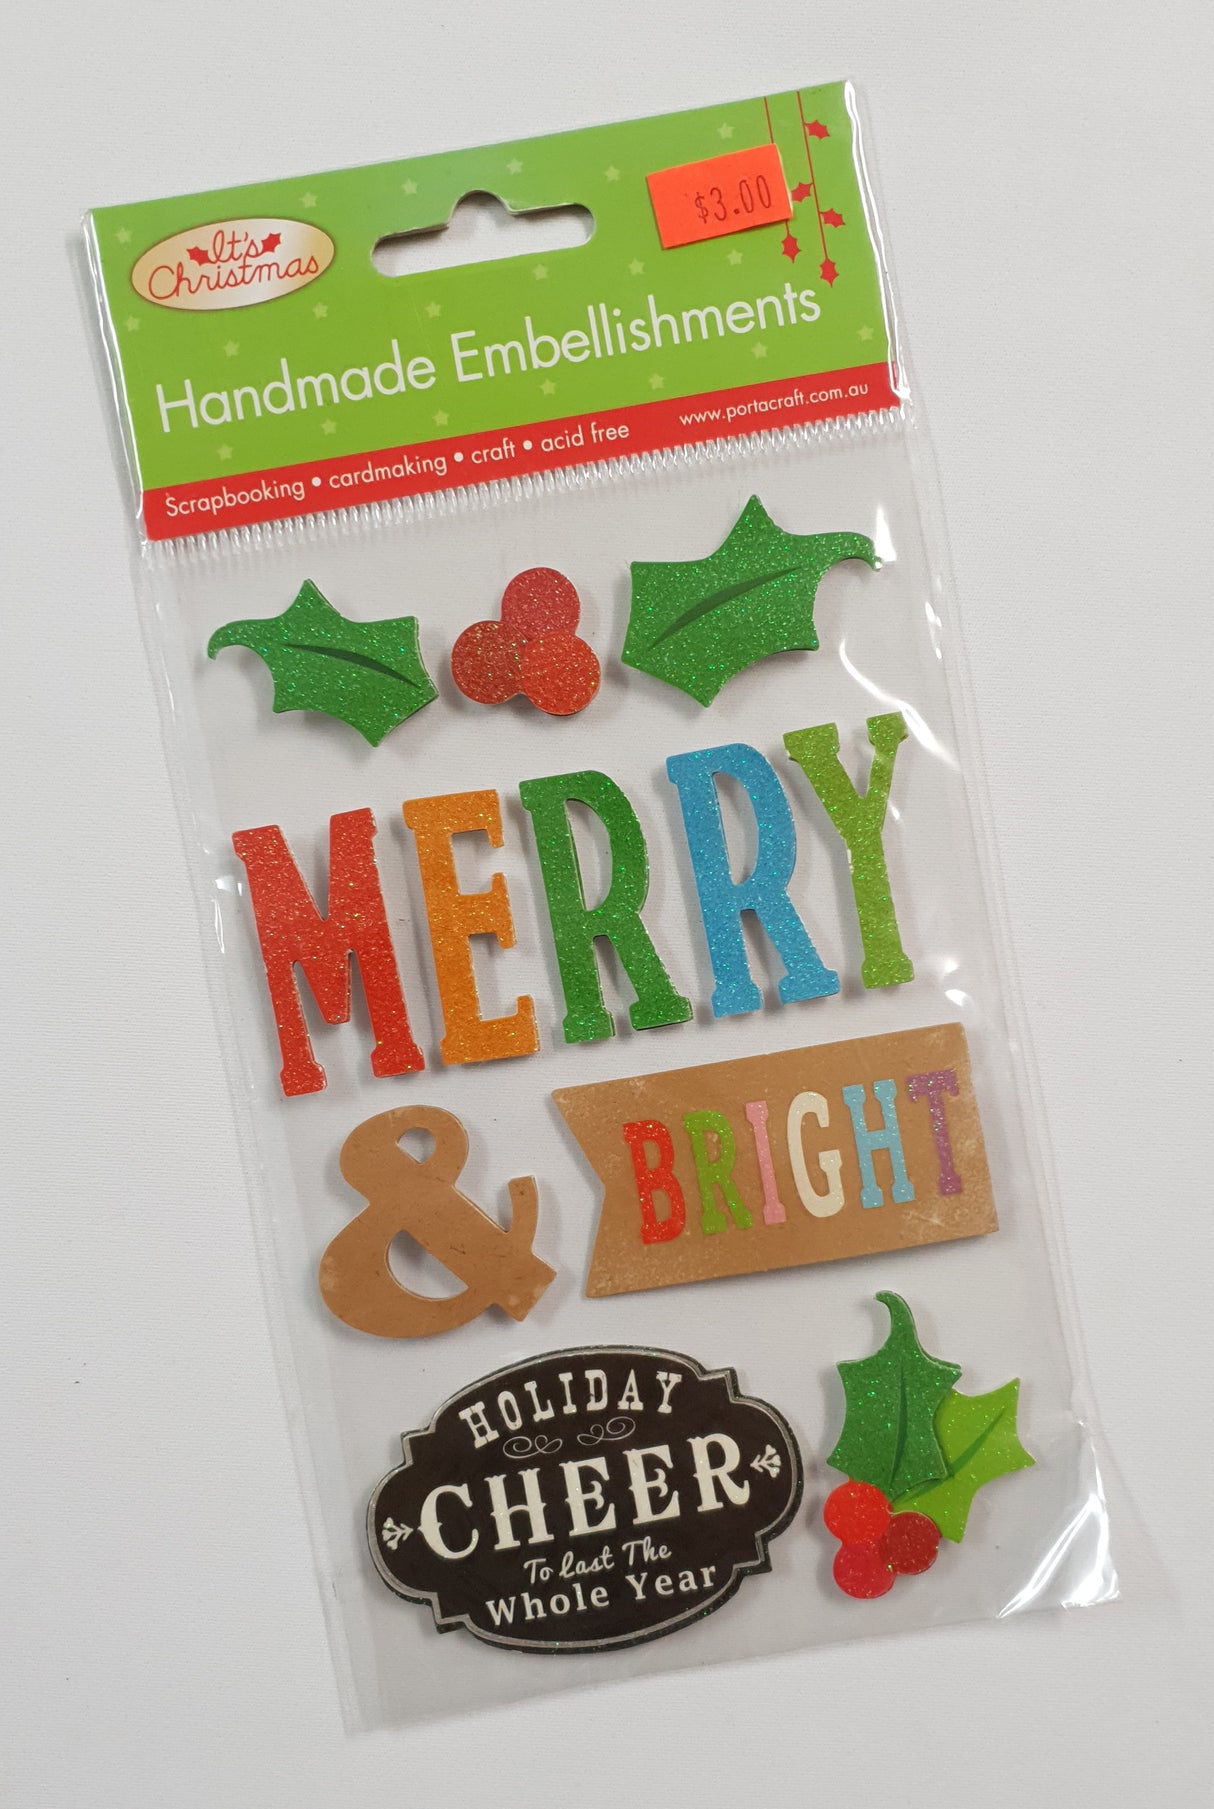 $3.00
It's
Christmas
Handmade Embellishments
Scrapbooking • cardmaking • craft • acid free
www.portacraft.com.au
MERRY
& BRIGHT
HOLIDAY
CHEER
To Last The
Whole Year